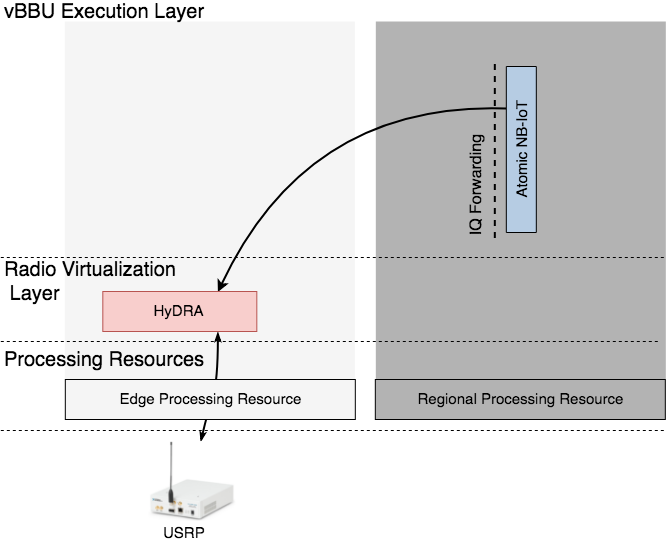 vBBU Execution Layer
IQ Forwarding
Atomic NB-IoT
Radio Virtualization
Layer
HyDRA
Processing Resources
Edge Processing Resource
Regional Processing Resource
USRP